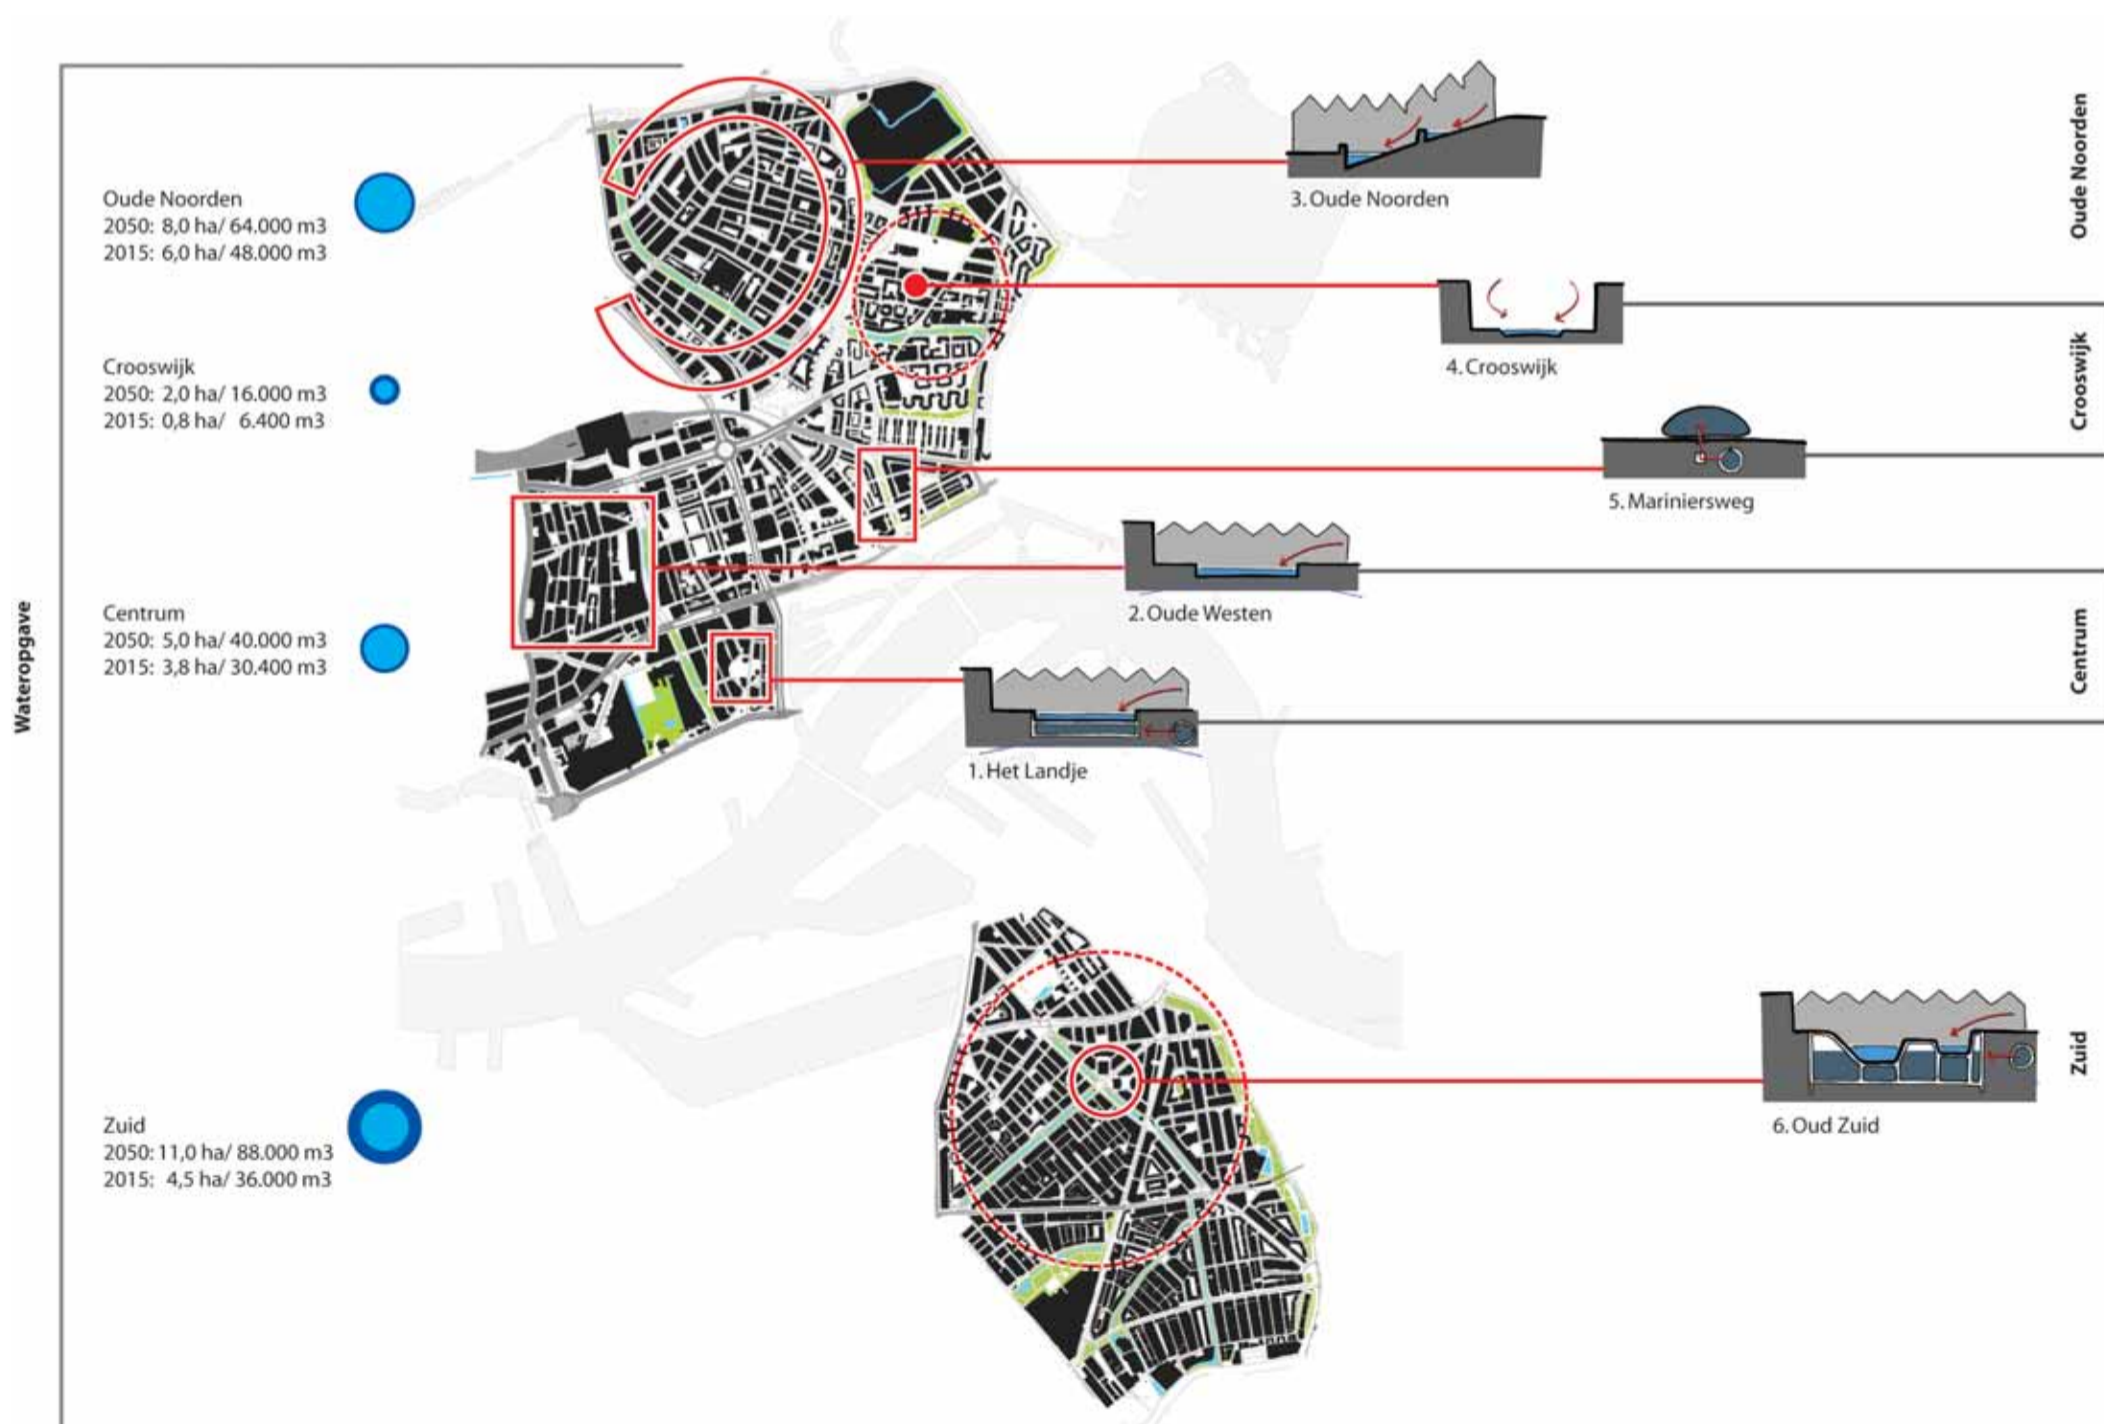 Wateropgave
Oude Noorden
2050: 8,0 ha/ 64.000 m3
2015: 6,0 ha/ 48.000 m3
Crooswijk
2050: 2,0 ha/ 16.000 m3
2015: 0,8 ha/ 6.400 m3
Centrum
2050: 5,0 ha/ 40.000 m3
2015: 3,8 ha/ 30.400 m3
Zuid
2050: 11,0 ha/ 88.000 m3
2015: 4,5 ha/ 36.000 m3
3. Oude Noorden
4. Crooswijk
5. Mariniersweg
2. Oude Westen
1. Het Landje
6. Oud Zuid
Oude Noorden
Crooswijk
Centrum
Zuid